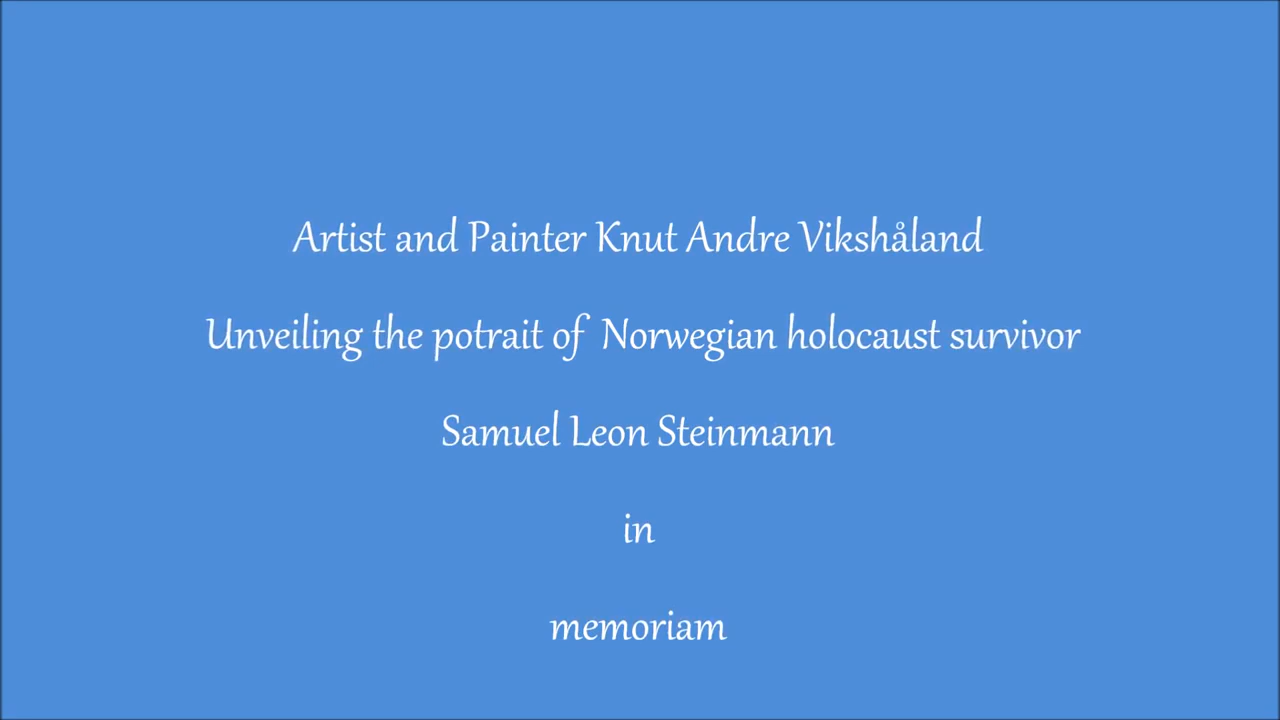 Artist and Painter Knut Andre Vikshåland
Unveiling the potrait of Norwegian holocaust survivor
Samuel Leon Steinmann
in
memoriam